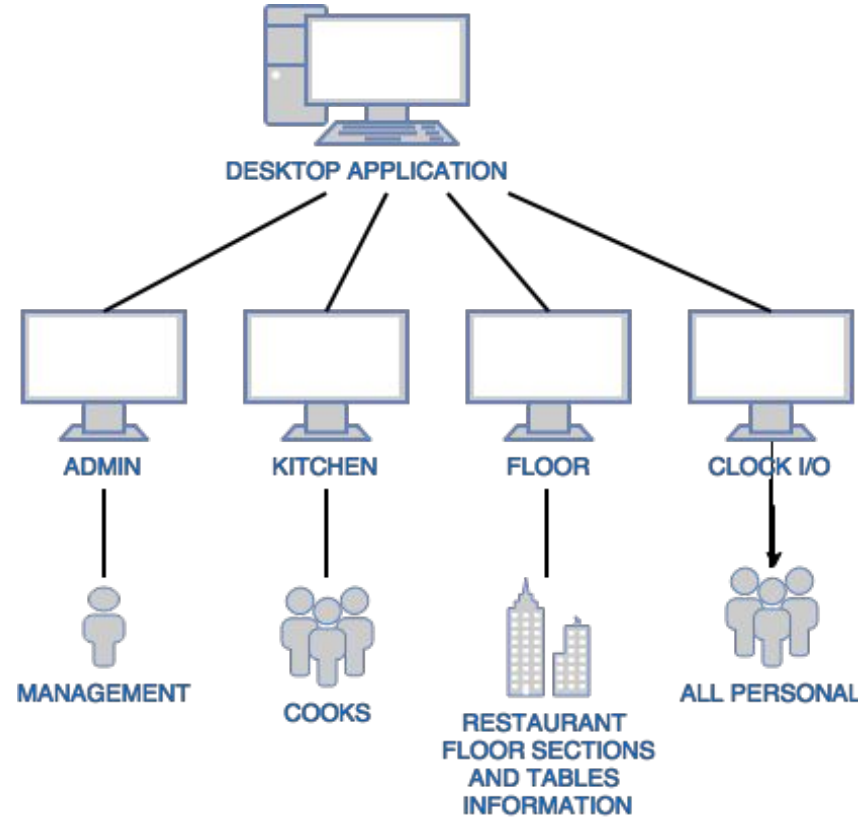 DESKTOP APPLICATION
ADMIN
KITCHEN
FLOOR
CLOCK I/O
MANAGEMENT
COOKS
RESTAURANT
FLOOR SECTIONS
AND TABLES
INFORMATION
ALL PERSONAL